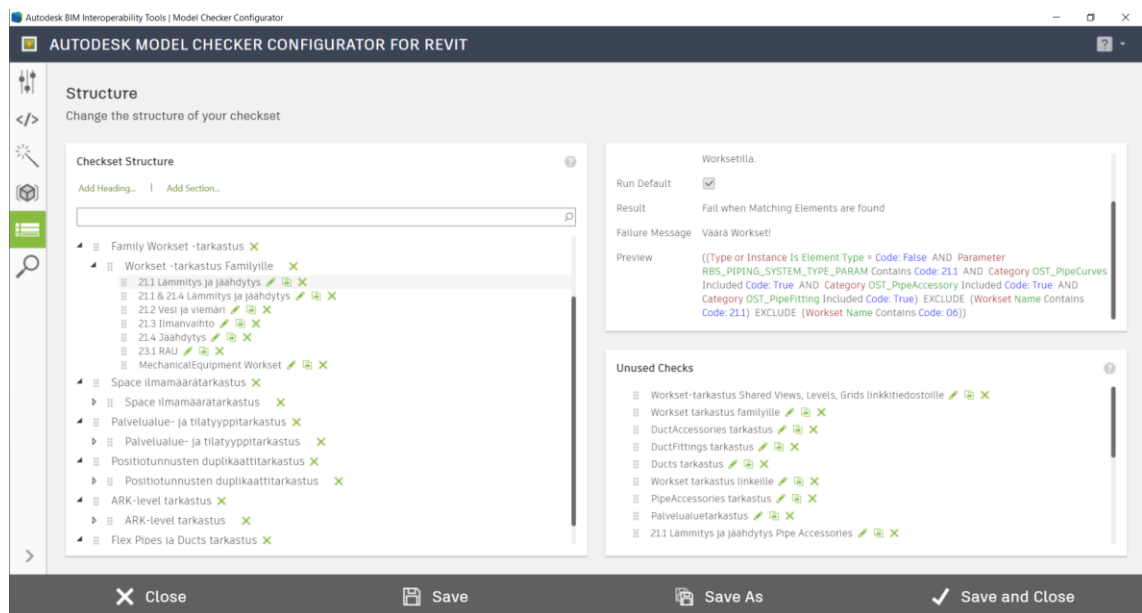 Autodesk BIM Interoperability Tools | Model Checker Configurator
AUTODESK MODEL CHECKER CONFIGURATOR FOR REVIT
Structure
Change the structure of your checkset
Checkset Structure
Add Heading... | Add Section...
Family Workset -tarkastus
Workset -tarkastus Familyille
21.1 Lämmitys ja jäähdytys
21.1 & 21.4 Lämmitys ja jäähdytys
21.2 Vesi ja viemäri
21.3 Ilmanvaihto
21.4 Jäähdytys
23.1 RAU
MechanicalEquipment Workset
Space ilmamäärätarkastus
Space ilmamäärätarkastus
Palvelualue- ja tilatyyppitarkastus
Palvelualue- ja tilatyyppitarkastus
Positiotunnusten duplikaattitarkastus
Positiotunnusten duplikaattitarkastus
ARK-level tarkastus
ARK-level tarkastus
Flex Pipes ja Ducts tarkastus
Worksetilla.
Run Default
Result Fail when Matching Elements are found
Failure Message Väärä Workset!
Preview ((Type or Instance Is Element Type = Code: False AND Parameter
RBS_PIPING_SYSTEM_TYPE_PARAM Contains Code: 21.1 AND Category OST_PipeCurves
Included Code: True AND Category OST_PipeAccessory Included Code: True AND
Category OST_PipeFitting Included Code: True) EXCLUDE (Workset Name Contains
Code: 21.1) EXCLUDE (Workset Name Contains Code: 06))
Unused Checks
Workset-tarkastus Shared Views, Levels, Grids linkkitiedostoille
Workset tarkastus familyille
DuctAccessories tarkastus
DuctFittings tarkastus
Ducts tarkastus
Workset tarkastus linkeille
PipeAccessories tarkastus
Palvelualuetarkastus
21.1 Lämmitys ja jäähdytys Pipe Accessories
Close
Save
Save As
Save and Close